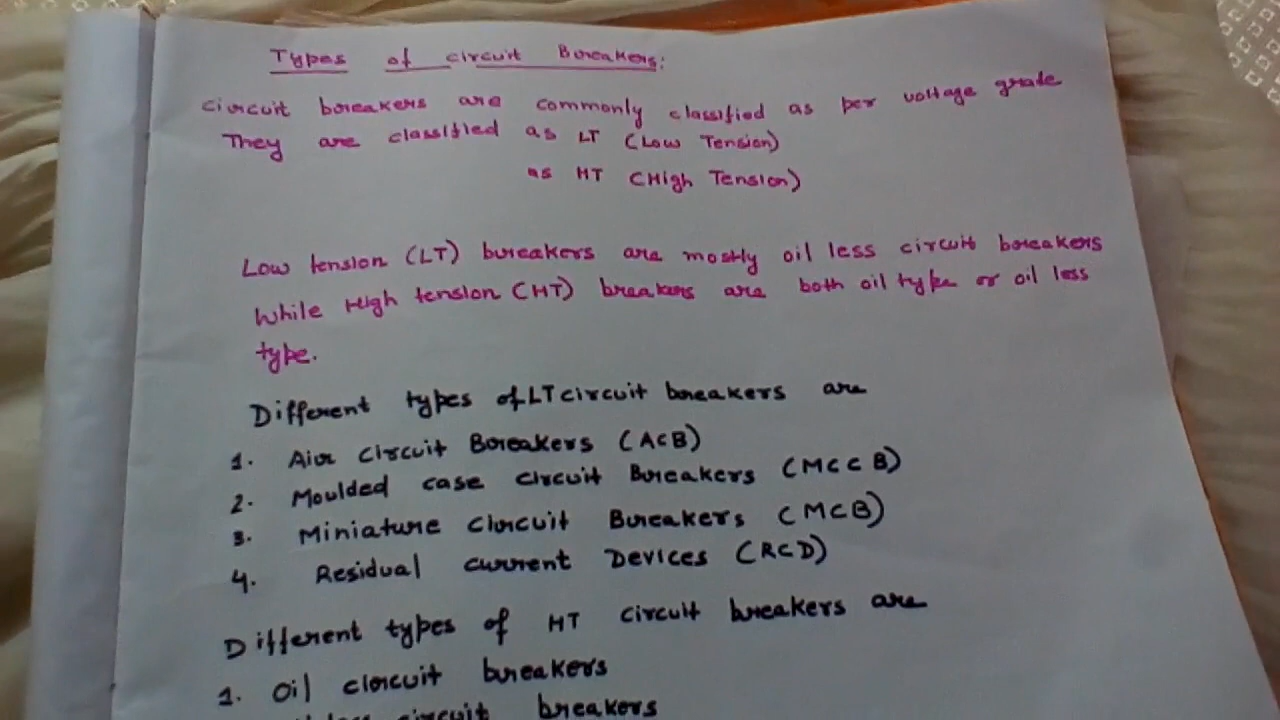 Types of circuit Breakers:
circuit breakers are commonly classified as per voltage grade
They are classified as LT (Low Tension)
as HT (High Tension)
Low tension (LT) breakers are mostly oil less circuit breakers
While High tension (HT) breakers are both oil type or oil less
type.
Different types of LT circuit breakers are
1. Air circuit Breakers (ACB)
2. Moulded case circuit Breakers (MCCB)
3. Miniature circuit Breakers (MCB)
4. Residual current Devices (RCD)
Different types of HT circuit breakers are
1. Oil circuit breakers
less circuit breakers